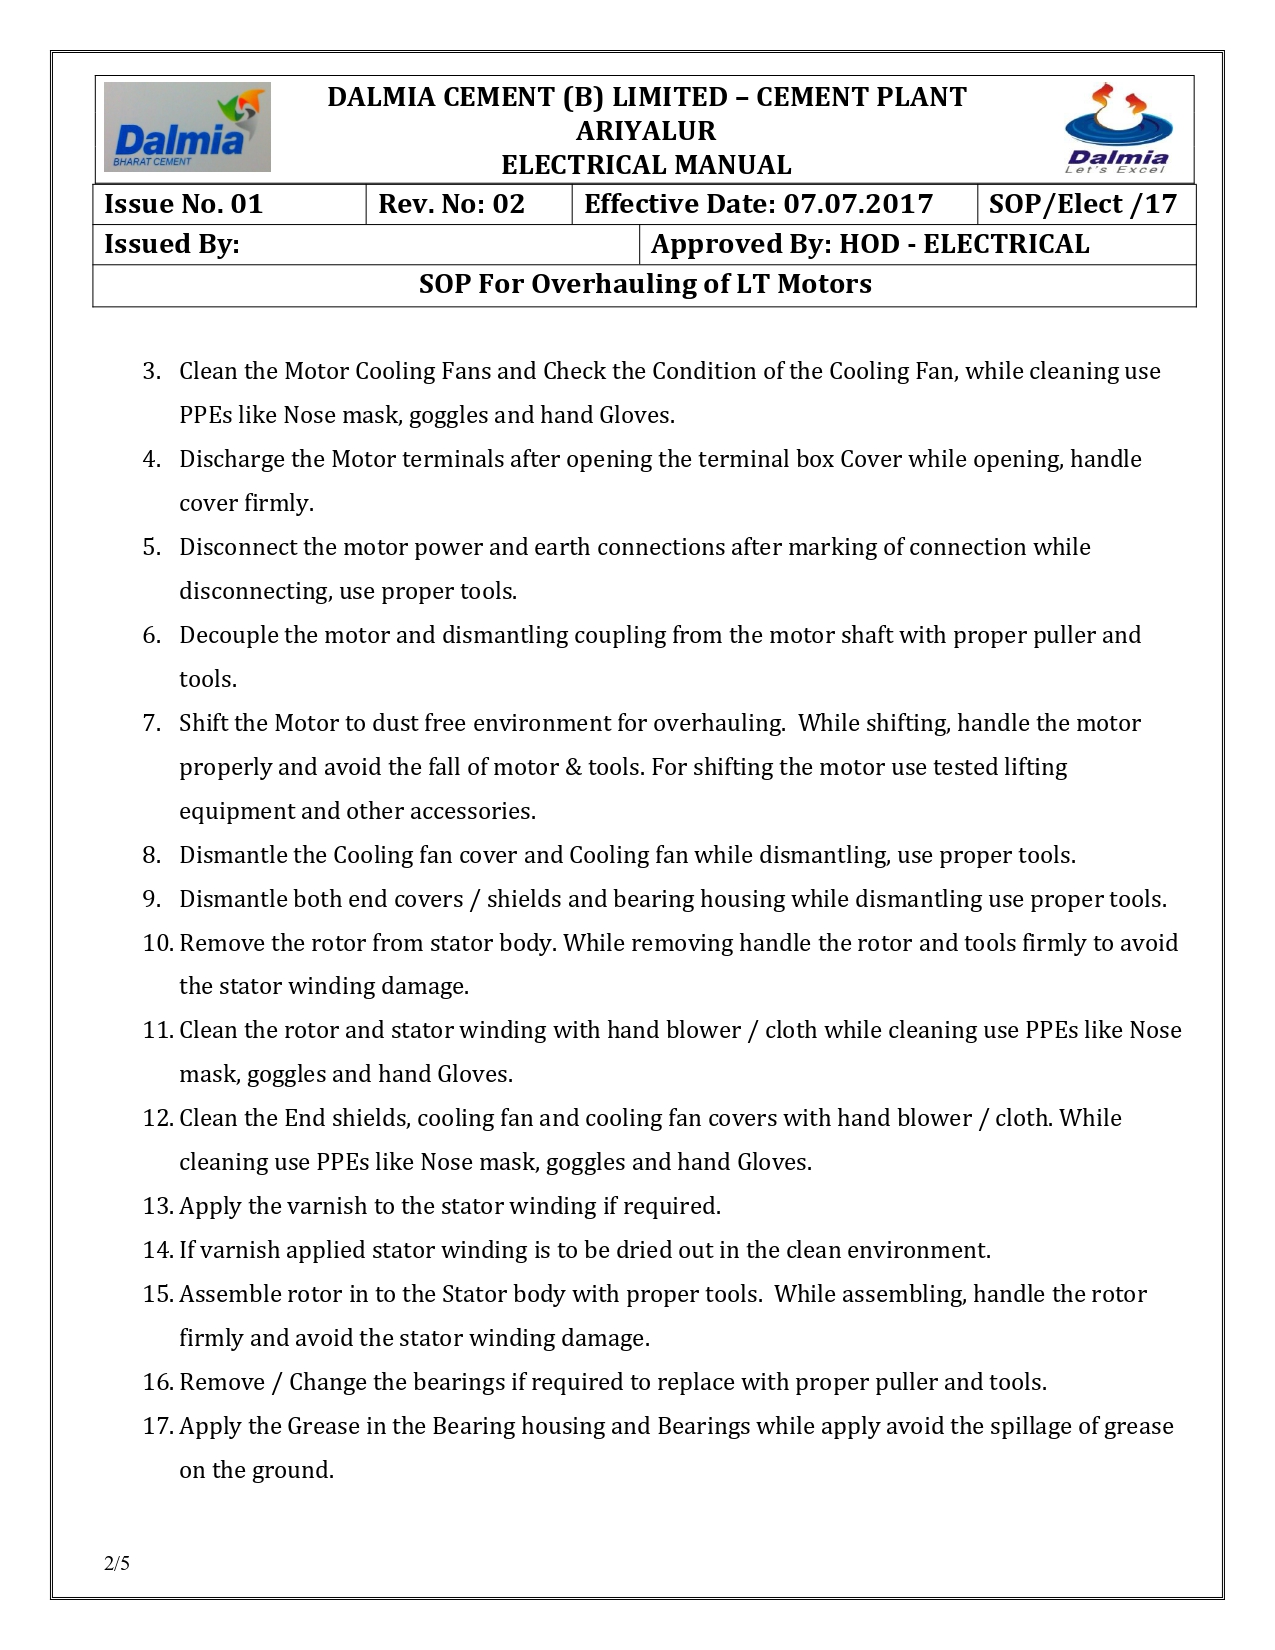 Dalmia
BHARAT CEMENT
DALMIA CEMENT (B) LIMITED – CEMENT PLANT
ARIYALUR
ELECTRICAL MANUAL
Dalmia
Let's Excel
Issue No. 01 Rev. No: 02 Effective Date: 07.07.2017 SOP/Elect /17
Issued By: Approved By: HOD - ELECTRICAL
SOP For Overhauling of LT Motors
3. Clean the Motor Cooling Fans and Check the Condition of the Cooling Fan, while cleaning use
PPEs like Nose mask, goggles and hand Gloves.
4. Discharge the Motor terminals after opening the terminal box Cover while opening, handle
cover firmly.
5. Disconnect the motor power and earth connections after marking of connection while
disconnecting, use proper tools.
6. Decouple the motor and dismantling coupling from the motor shaft with proper puller and
tools.
7. Shift the Motor to dust free environment for overhauling.  While shifting, handle the motor
properly and avoid the fall of motor & tools. For shifting the motor use tested lifting
equipment and other accessories.
8. Dismantle the Cooling fan cover and Cooling fan while dismantling, use proper tools.
9. Dismantle both end covers / shields and bearing housing while dismantling use proper tools.
10. Remove the rotor from stator body. While removing handle the rotor and tools firmly to avoid
the stator winding damage.
11. Clean the rotor and stator winding with hand blower / cloth while cleaning use PPEs like Nose
mask, goggles and hand Gloves.
12. Clean the End shields, cooling fan and cooling fan covers with hand blower / cloth. While
cleaning use PPEs like Nose mask, goggles and hand Gloves.
13. Apply the varnish to the stator winding if required.
14. If varnish applied stator winding is to be dried out in the clean environment.
15. Assemble rotor in to the Stator body with proper tools.  While assembling, handle the rotor
firmly and avoid the stator winding damage.
16. Remove / Change the bearings if required to replace with proper puller and tools.
17. Apply the Grease in the Bearing housing and Bearings while apply avoid the spillage of grease
on the ground.
2/5